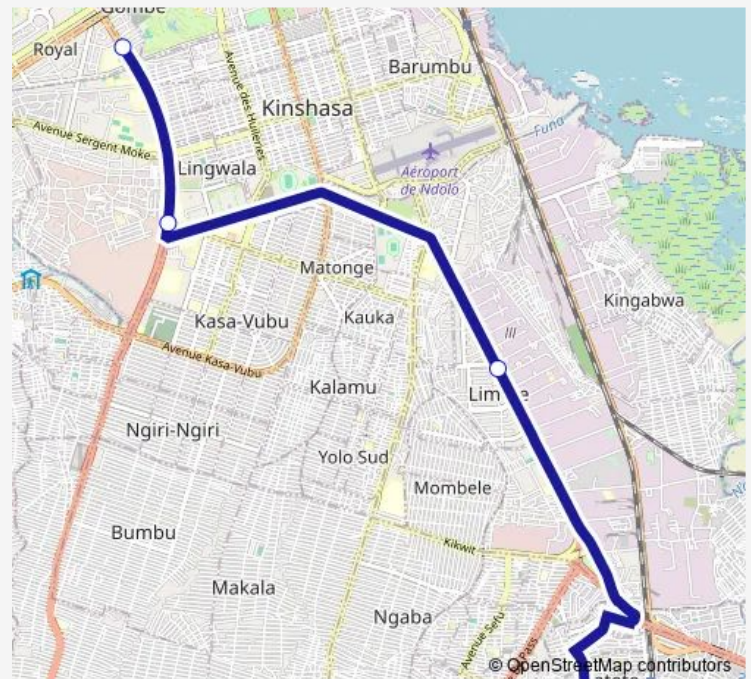 Gombe
Royal
Barumbu
Avenue des Huileries
Kinshasa
Funa
Avenue Sergent Moke
Lingwala
Aéroport
de Ndolo
Matonge
Kingabwa
Kasa-Vubu
Kauka
Avenue Kasa-Vubu
Kalamu
Ngiri-Ngiri
Yolo Sud
Mombele
Bumbu
Kikwit
Makala
Ngaba
Avenue Sefu
© OpenStreetMap contributors